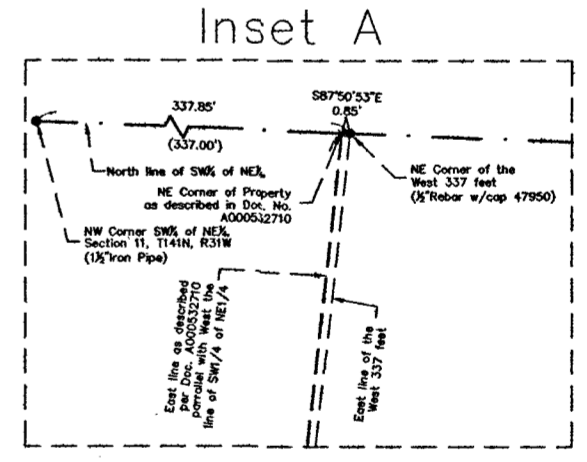 Inset A
337.85'
(337.00')
S87°50'53"E
0.85'
North line of SW¼ of NE¼
NE Corner of Property
as described in Doc. No.
A000532710
NE Corner of the
West 337 feet
(½"Rebar w/cap 47950)
NW Corner SW¼ of NE¼,
Section 11, T141N, R31W
(1½"Iron Pipe)
East line as described
per Doc. A000532710
parrallel with West the
line of SW1/4 of NE1/4
East line of the
West 337 feet